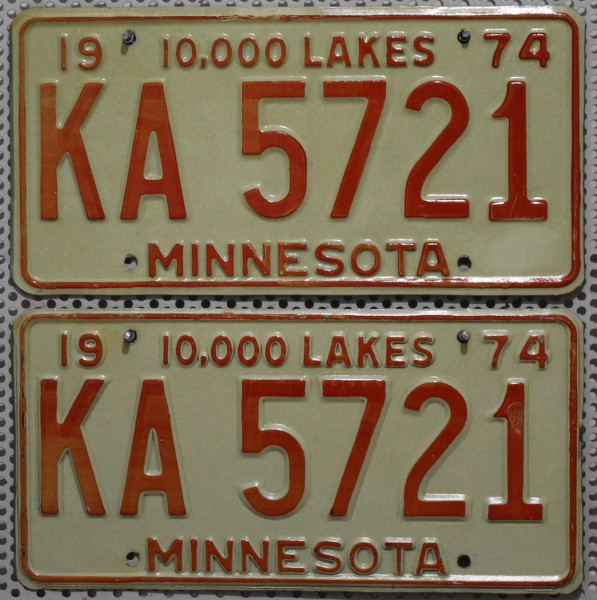 19 10,000 LAKES 74
KA 5721
MINNESOTA
19 10,000 LAKES 74
KA 5721
MINNESOTA